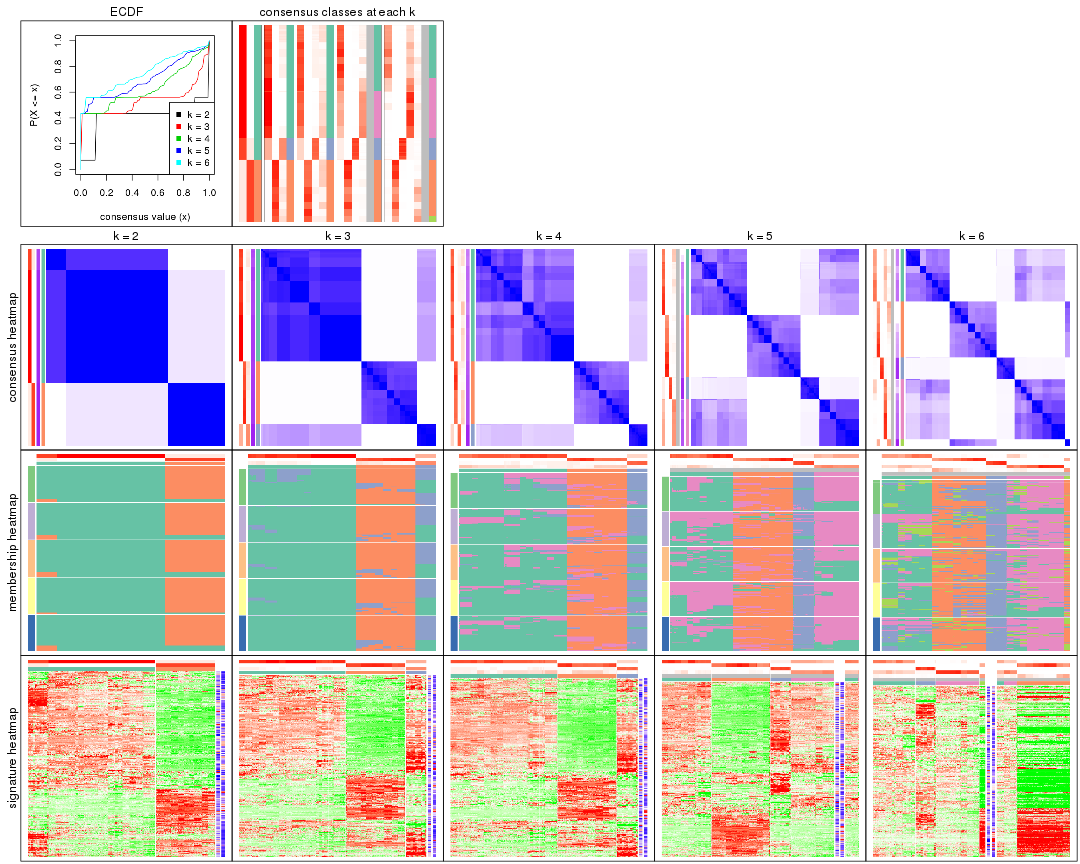 ECDF
consensus classes at each k
P(X <= x)
0.0 0.2 0.4 0.6 0.8 1.0
k = 2
k = 3
k = 4
k = 5
k = 6
0.0 0.2 0.4 0.6 0.8 1.0
consensus value (x)
k = 2
k = 3
k = 4
k = 5
k = 6
consensus heatmap
membership heatmap
signature heatmap